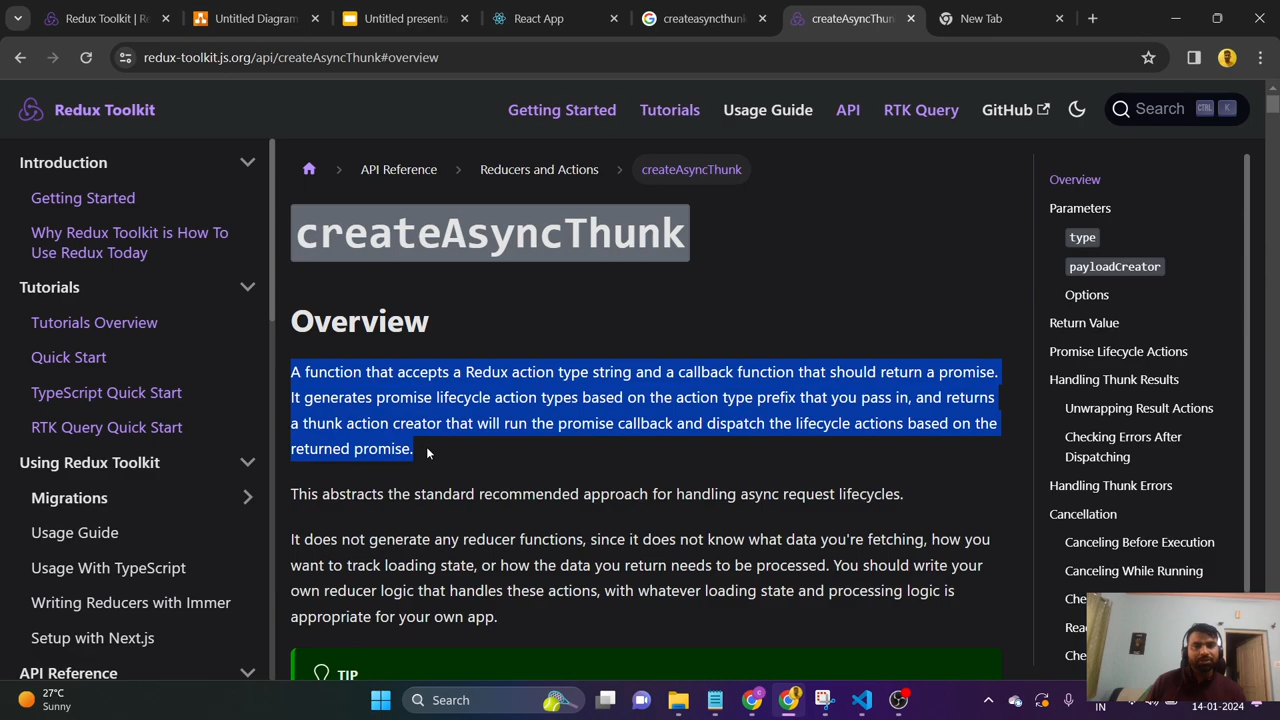 Redux Toolkit | R
Untitled Diagram
Untitled presenta
React App
createasyncthunk
createAsyncThun
New Tab
redux-toolkit.js.org/api/createAsyncThunk#overview
Redux Toolkit
Getting Started
Tutorials
Usage Guide
API
RTK Query
GitHub
Search CTRL K
Introduction
Getting Started
Why Redux Toolkit is How To
Use Redux Today
Tutorials
Tutorials Overview
Quick Start
TypeScript Quick Start
RTK Query Quick Start
Using Redux Toolkit
Migrations
Usage Guide
Usage With TypeScript
Writing Reducers with Immer
Setup with Next.js
API Reference
API Reference
Reducers and Actions
createAsyncThunk
createAsyncThunk
Overview
A function that accepts a Redux action type string and a callback function that should return a promise.
It generates promise lifecycle action types based on the action type prefix that you pass in, and returns
a thunk action creator that will run the promise callback and dispatch the lifecycle actions based on the
returned promise.
This abstracts the standard recommended approach for handling async request lifecycles.
It does not generate any reducer functions, since it does not know what data you're fetching, how you
want to track loading state, or how the data you return needs to be processed. You should write your
own reducer logic that handles these actions, with whatever loading state and processing logic is
appropriate for your own app.
TIP
Overview
Parameters
type
payloadCreator
Options
Return Value
Promise Lifecycle Actions
Handling Thunk Results
Unwrapping Result Actions
Checking Errors After
Dispatching
Handling Thunk Errors
Cancellation
Canceling Before Execution
Canceling While Running
Che
Rea
Che
27°C
Sunny
Search
IN
14-01-2024